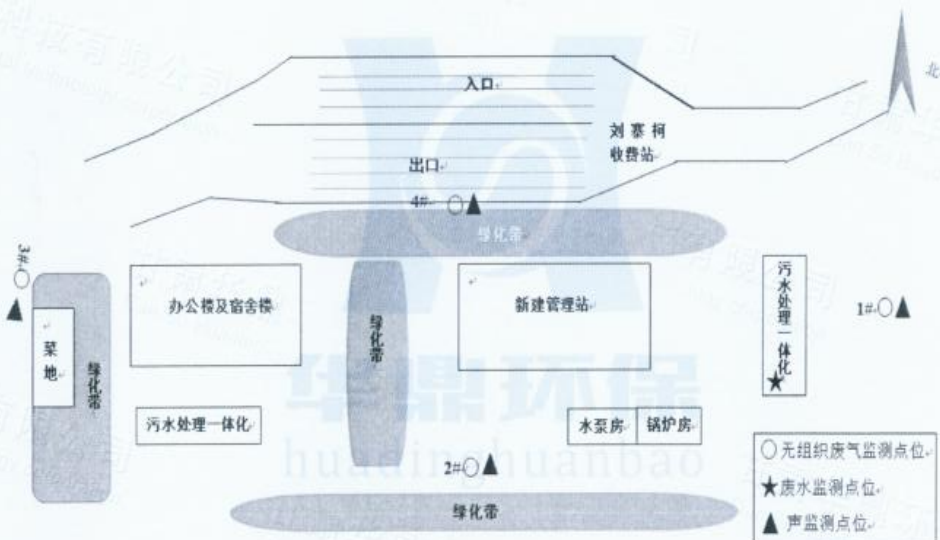 北
入口
刘寨柯
收费站
出口
4#
绿化带
3#
办公楼及宿舍楼
新建管理站
污水处理一体化
1#
菜地
绿化带
绿化带
污水处理一体化
水泵房
锅炉房
华鼎环保
huadinghuanbao
2#
绿化带
无组织废气监测点位
废水监测点位
声监测点位